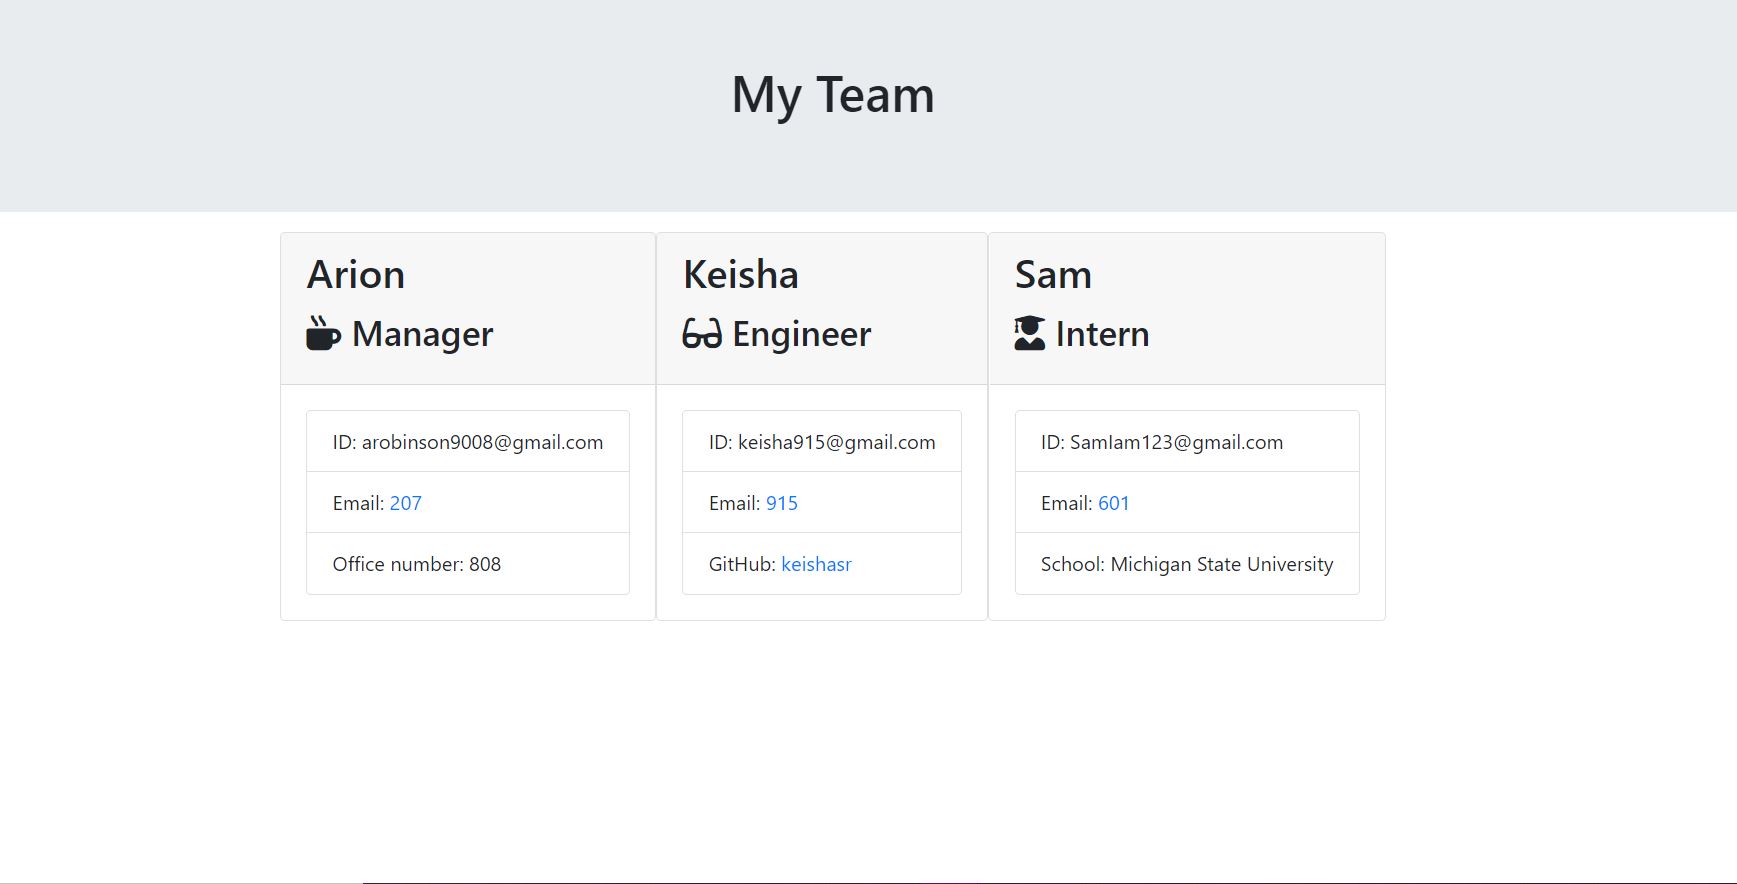 My Team
Arion
Manager
ID: arobinson9008@gmail.com
Email: 207
Office number: 808
Keisha
Engineer
ID: keisha915@gmail.com
Email: 915
GitHub: keishasr
Sam
Intern
ID: SamIam123@gmail.com
Email: 601
School: Michigan State University